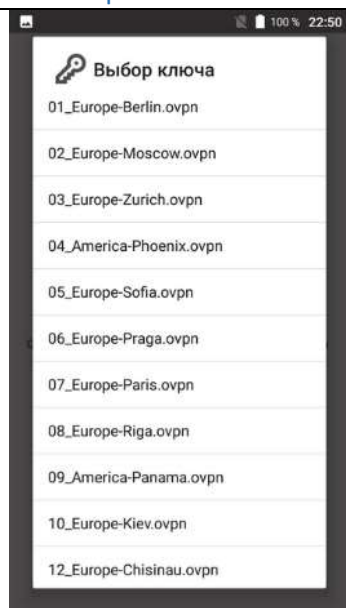 100 % 22:50
Выбор ключа
01_Europe-Berlin.ovpn
02_Europe-Moscow.ovpn
03_Europe-Zurich.ovpn
04_America-Phoenix.ovpn
05_Europe-Sofia.ovpn
06_Europe-Praga.ovpn
07_Europe-Paris.ovpn
08_Europe-Riga.ovpn
09_America-Panama.ovpn
10_Europe-Kiev.ovpn
12_Europe-Chisinau.ovpn